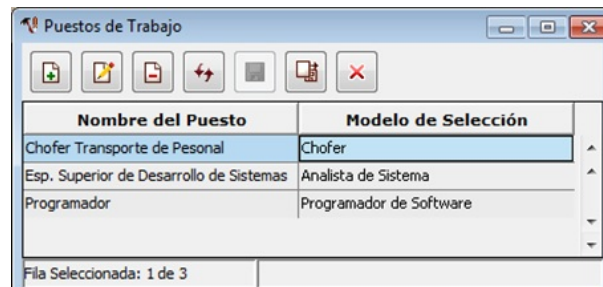 Puestos de Trabajo
Nombre del Puesto Modelo de Selección
Chofer Transporte de Pesonal Chofer
Esp. Superior de Desarrollo de Sistemas Analista de Sistema
Programador Programador de Software
Fila Seleccionada: 1 de 3